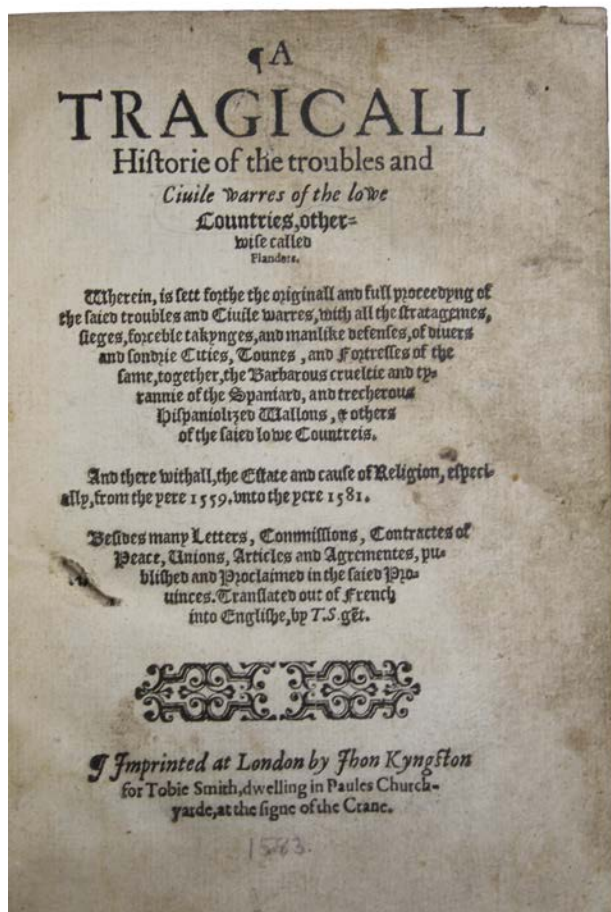 ¶A
TRAGICALL
Hiſtorie of the troubles and
Ciuile warres of the lowe
Countries, other=
wiſe called
Flanders.
Wherein, is ſett forthe the originall and full proceedyng of
the ſaied troubles and Ciuile warres, with all the ſtratagemes,
ſieges, forceble takynges, and manlike defenſes, of diuers
and ſondrie Cities, Tounes, and Fortreſſes of the
ſame, together, the Barbarous crueltie and ty-
rannie of the Spaniard, and trecherous
Hiſpaniolized Wallons, & others
of the ſaied lowe Countreis.
And there withall, the Eſtate and cauſe of Religion, eſpeci-
ally, from the yere 1559. vnto the yere 1581.
Beſides many Letters, Commiſſions, Contractes of
Peace, Unions, Articles and Agrementes, pu-
bliſhed and Proclaimed in the ſaied Pro-
uinces. Tranſlated out of French
into Engliſhe, by T.S. gēt.
¶ Imprinted at London by Jhon Kyngſton
for Tobie Smith, dwelling in Paules Church-
yarde, at the ſigne of the Crane.
1583.